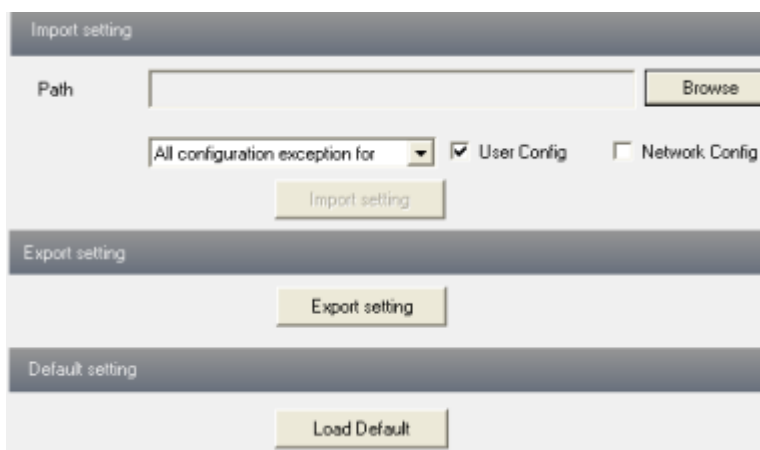 Import setting
Path
Browse
All configuration exception for
User Config
Network Config
Import setting
Export setting
Export setting
Default setting
Load Default